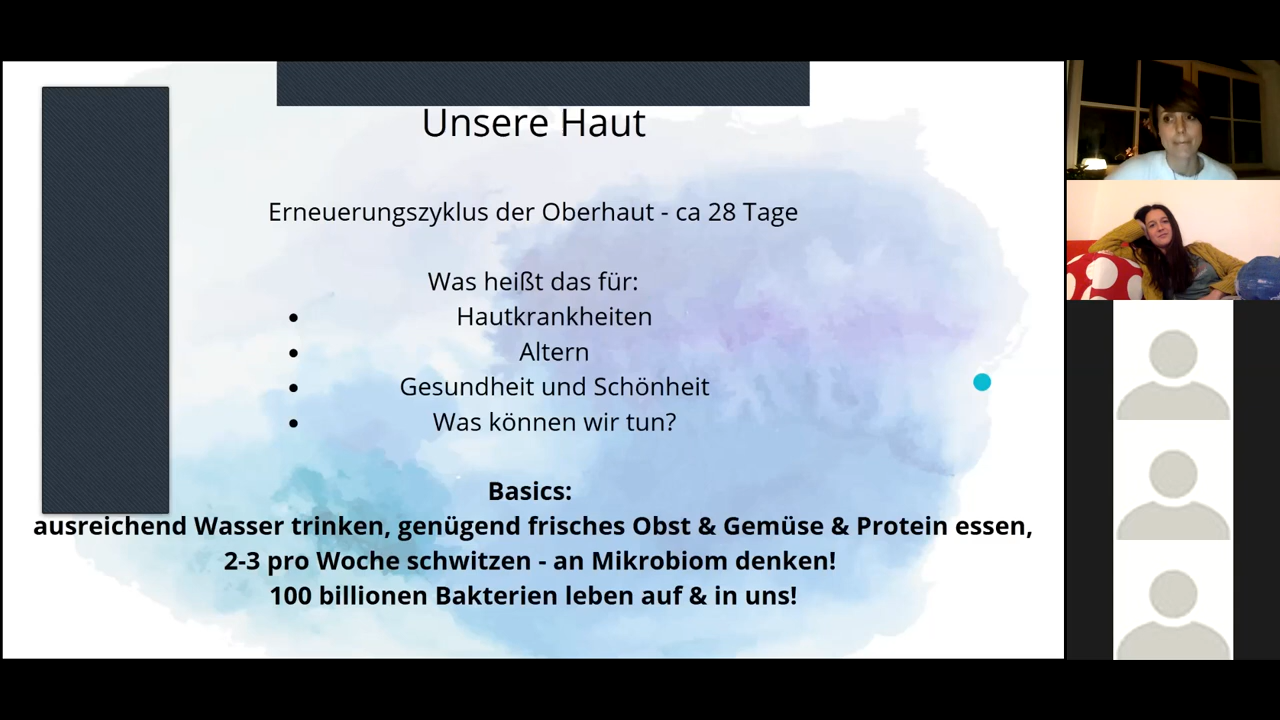 Unsere Haut
Erneuerungszyklus der Oberhaut - ca 28 Tage
Was heißt das für:
• Hautkrankheiten
• Altern
• Gesundheit und Schönheit
• Was können wir tun?
Basics:
ausreichend Wasser trinken, genügend frisches Obst & Gemüse & Protein essen,
2-3 pro Woche schwitzen - an Mikrobiom denken!
100 billionen Bakterien leben auf & in uns!